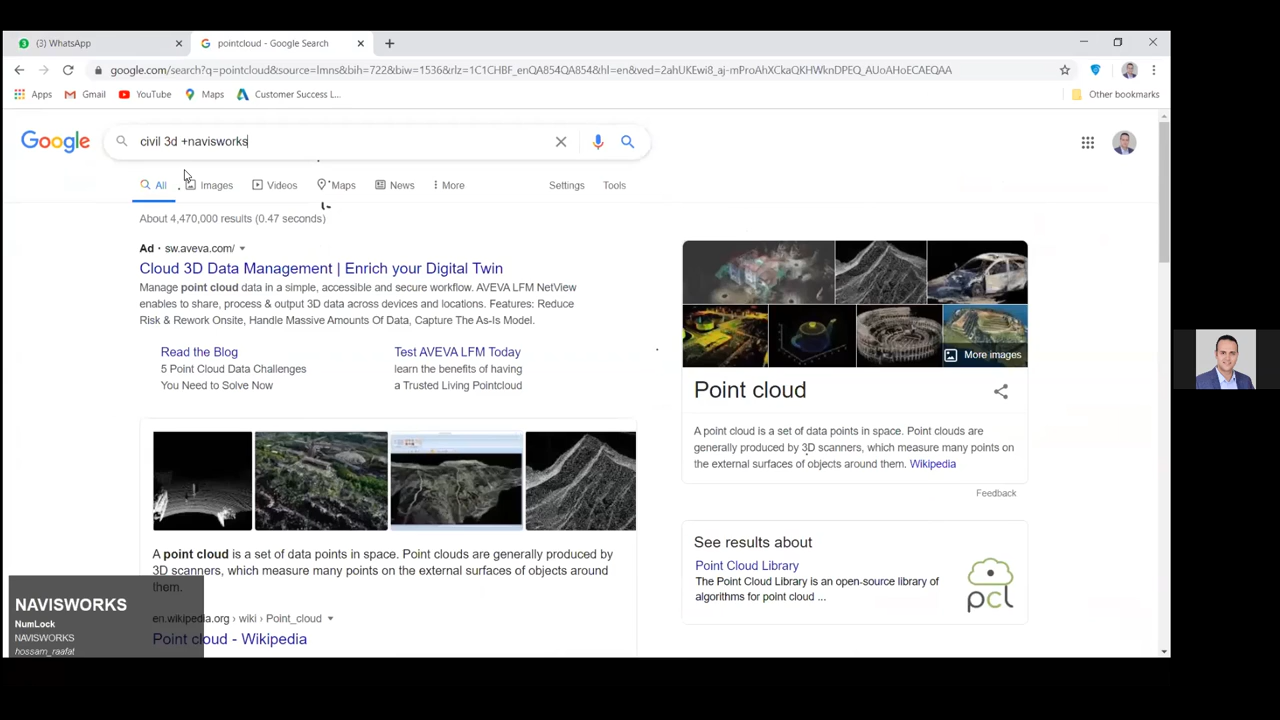 (3) WhatsApp
pointcloud - Google Search
google.com/search?q=pointcloud&source=lmns&bih=722&biw=1536&rlz=1C1CHBF_enQA854QA854&hl=en&ved=2ahUKEwi8_aj-mProAhXCkaQKHWknDPEQ_AUoAHoECAEQAA
Apps Gmail YouTube Maps Customer Success L... Other bookmarks
Google
civil 3d +navisworks
All Images Videos Maps News More Settings Tools
About 4,470,000 results (0.47 seconds)
Ad · sw.aveva.com/
Cloud 3D Data Management | Enrich your Digital Twin
Manage point cloud data in a simple, accessible and secure workflow. AVEVA LFM NetView
enables to share, process & output 3D data across devices and locations. Features: Reduce
Risk & Rework Onsite, Handle Massive Amounts Of Data, Capture The As-Is Model.
Read the Blog
5 Point Cloud Data Challenges
You Need to Solve Now
Test AVEVA LFM Today
learn the benefits of having
a Trusted Living Pointcloud
A point cloud is a set of data points in space. Point clouds are generally produced by
3D scanners, which measure many points on the external surfaces of objects around
them.
en.wikipedia.org › wiki › Point_cloud
Point cloud - Wikipedia
More images
Point cloud
A point cloud is a set of data points in space. Point clouds are
generally produced by 3D scanners, which measure many points on
the external surfaces of objects around them. Wikipedia
Feedback
See results about
Point Cloud Library
The Point Cloud Library is an open-source library of
algorithms for point cloud ...
pcl
NAVISWORKS
NumLock
NAVISWORKS
hossam_raafat